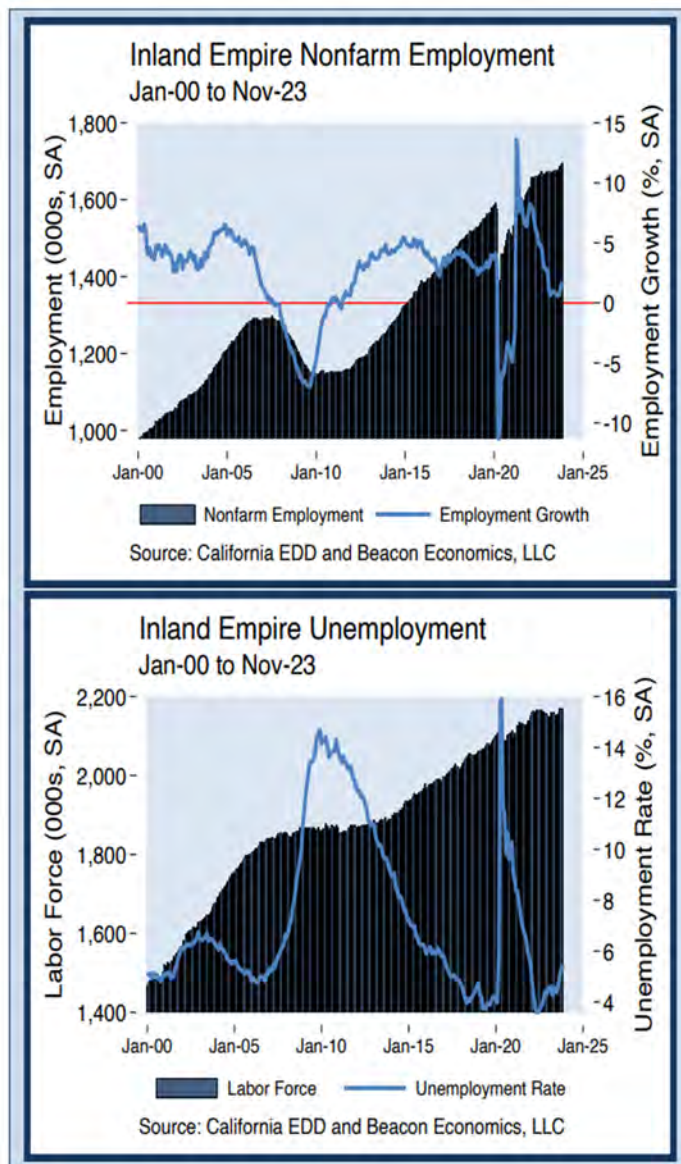 Inland Empire Nonfarm Employment
Jan-00 to Nov-23
Employment (000s, SA)
1,800
1,600
1,400
1,200
1,000
15
10
5
0
-5
-10
Employment Growth (%, SA)
Jan-00 Jan-05 Jan-10 Jan-15 Jan-20 Jan-25
Nonfarm Employment Employment Growth
Source: California EDD and Beacon Economics, LLC
Inland Empire Unemployment
Jan-00 to Nov-23
Labor Force (000s, SA)
2,200
2,000
1,800
1,600
1,400
16
14
12
10
8
6
4
Unemployment Rate (%, SA)
Jan-00 Jan-05 Jan-10 Jan-15 Jan-20 Jan-25
Labor Force Unemployment Rate
Source: California EDD and Beacon Economics, LLC